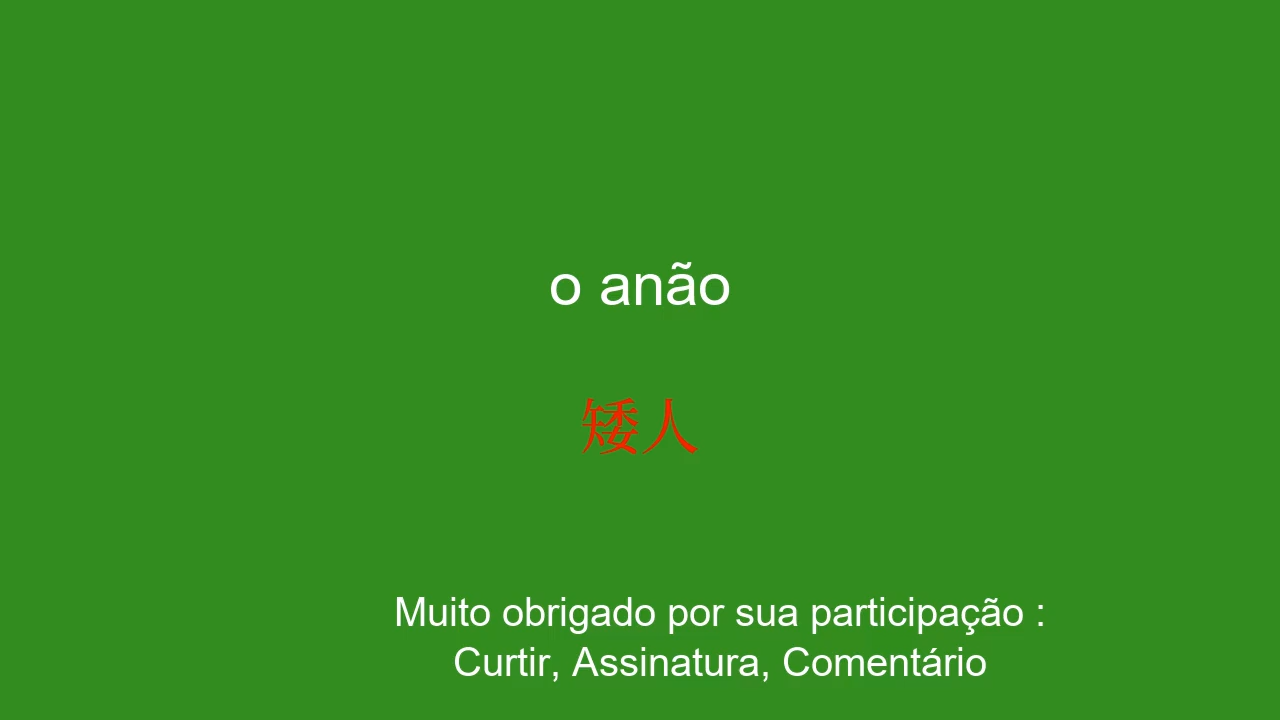 o anão
矮人
Muito obrigado por sua participação :
Curtir, Assinatura, Comentário